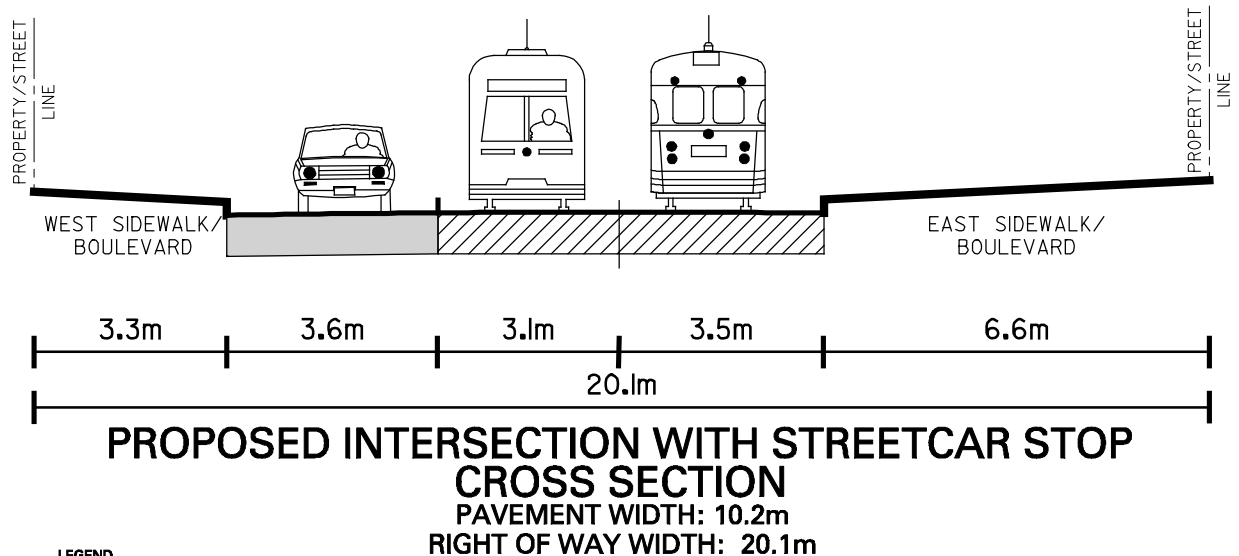 PROPERTY/STREET
LINE
PROPERTY/STREET
LINE
WEST SIDEWALK/
BOULEVARD
EAST SIDEWALK/
BOULEVARD
3.3m 3.6m 3.1m 3.5m 6.6m
20.1m
PROPOSED INTERSECTION WITH STREETCAR STOP
CROSS SECTION
PAVEMENT WIDTH: 10.2m
RIGHT OF WAY WIDTH: 20.1m
LEGEND